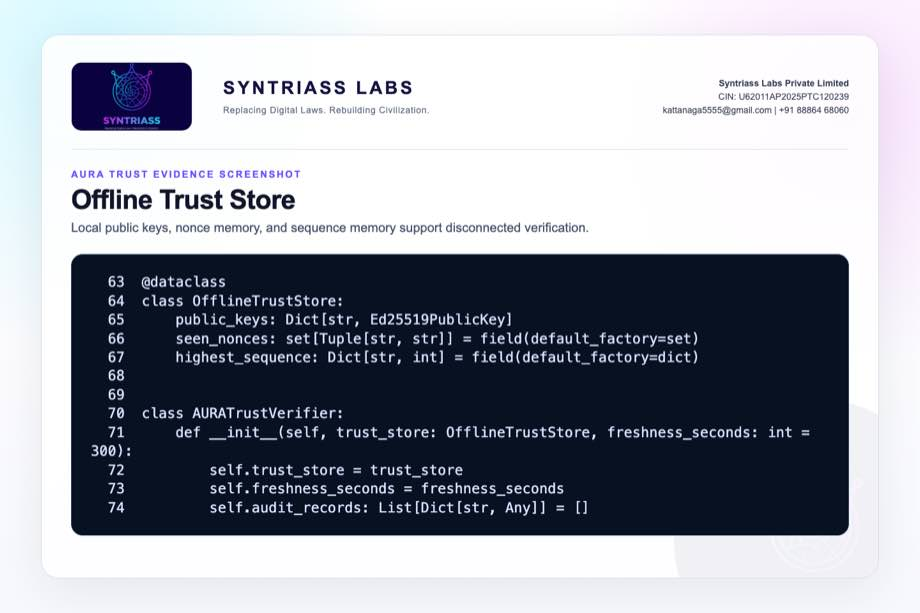 SYNTRIASS
SYNTRIASS LABS
Replacing Digital Laws. Rebuilding Civilization.
Syntriass Labs Private Limited
CIN: U62011AP2025PTC120239
kattanaga5555@gmail.com | +91 88864 68060
AURA TRUST EVIDENCE SCREENSHOT
Offline Trust Store
Local public keys, nonce memory, and sequence memory support disconnected verification.
63 @dataclass
64 class OfflineTrustStore:
65     public_keys: Dict[str, Ed25519PublicKey]
66     seen_nonces: set[Tuple[str, str]] = field(default_factory=set)
67     highest_sequence: Dict[str, int] = field(default_factory=dict)
68
69
70 class AURATrustVerifier:
71     def __init__(self, trust_store: OfflineTrustStore, freshness_seconds: int =
300):
72         self.trust_store = trust_store
73         self.freshness_seconds = freshness_seconds
74         self.audit_records: List[Dict[str, Any]] = []